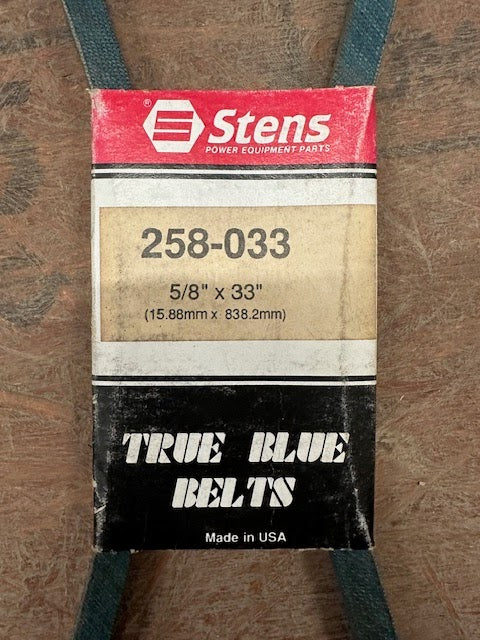 ® Stens
POWER EQUIPMENT PARTS
258-033
5/8" x 33"
(15.88mm x 838.2mm)
TRUE BLUE
BELTS
Made in USA